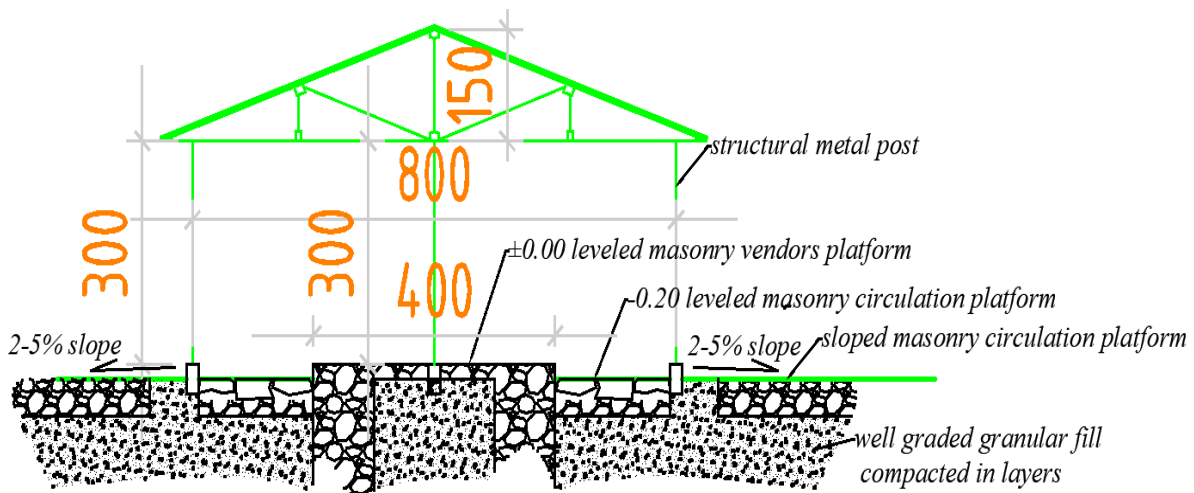 150
structural metal post
800
300
300
±0.00 leveled masonry vendors platform
400
-0.20 leveled masonry circulation platform
2-5% slope
2-5% slope
sloped masonry circulation platform
well graded granular fill
compacted in layers